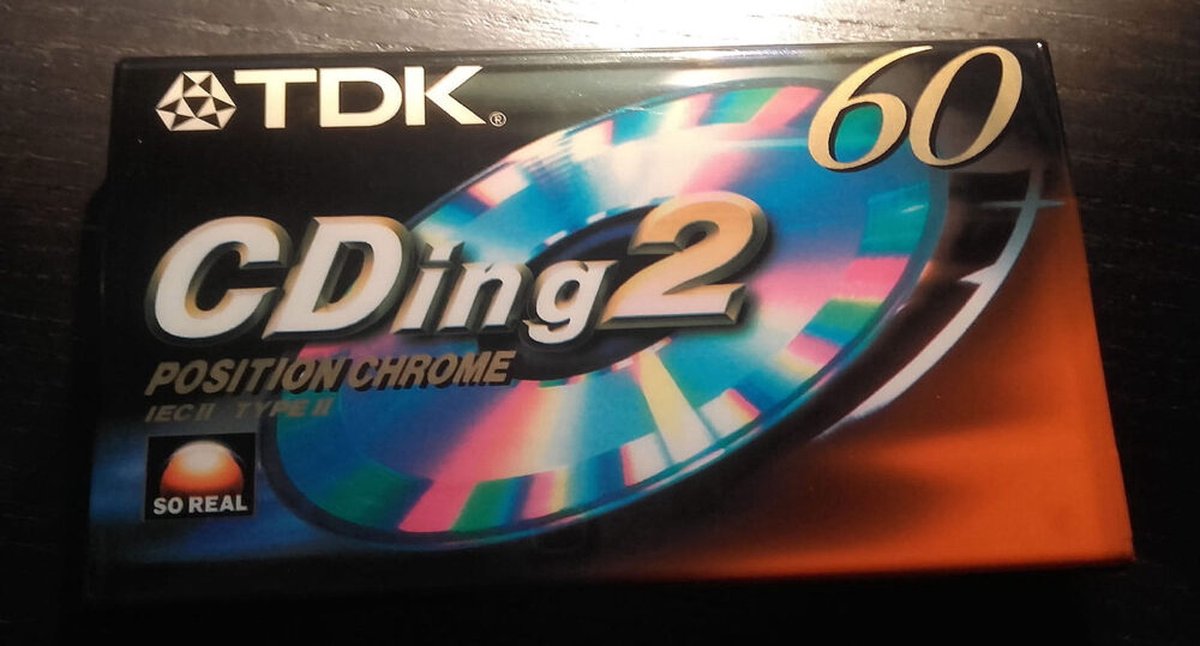 TDK®
60
CDing2
POSITION CHROME
IEC II TYPE II
SO REAL